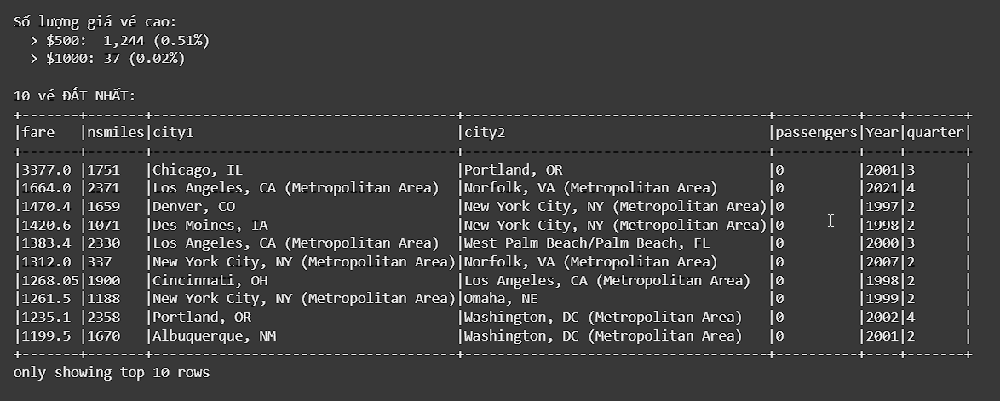 Số lượng giá vé cao:
  > $500:  1,244 (0.51%)
  > $1000: 37 (0.02%)

10 vé ĐẮT NHẤT:
+-------+-------+--------------------------------------+--------------------------------------+----------+----+-------+
|fare   |nsmiles|city1                                 |city2                                 |passengers|Year|quarter|
+-------+-------+--------------------------------------+--------------------------------------+----------+----+-------+
|3377.0 |1751   |Chicago, IL                           |Portland, OR                          |0         |2001|3      |
|1664.0 |2371   |Los Angeles, CA (Metropolitan Area)   |Norfolk, VA (Metropolitan Area)       |0         |2021|4      |
|1470.4 |1659   |Denver, CO                            |New York City, NY (Metropolitan Area)|0         |1997|2      |
|1420.6 |1071   |Des Moines, IA                        |New York City, NY (Metropolitan Area)|0         |1998|2      |
|1383.4 |2330   |Los Angeles, CA (Metropolitan Area)   |West Palm Beach/Palm Beach, FL        |0         |2000|3      |
|1312.0 |337    |New York City, NY (Metropolitan Area)|Norfolk, VA (Metropolitan Area)       |0         |2007|2      |
|1268.05|1900   |Cincinnati, OH                        |Los Angeles, CA (Metropolitan Area)   |0         |1998|2      |
|1261.5 |1188   |New York City, NY (Metropolitan Area)|Omaha, NE                             |0         |1999|2      |
|1235.1 |2358   |Portland, OR                          |Washington, DC (Metropolitan Area)    |0         |2002|4      |
|1199.5 |1670   |Albuquerque, NM                       |Washington, DC (Metropolitan Area)    |0         |2001|2      |
+-------+-------+--------------------------------------+--------------------------------------+----------+----+-------+
only showing top 10 rows